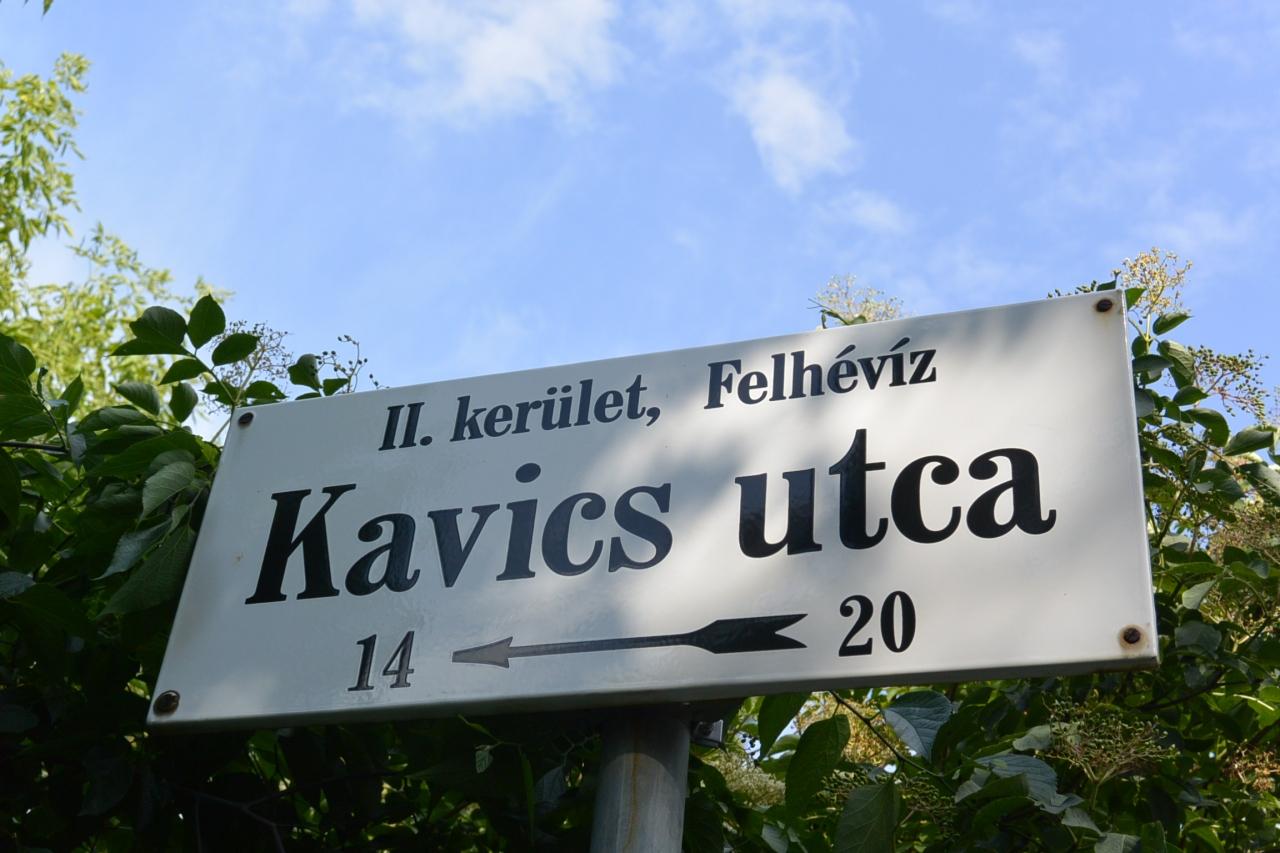 II. kerület, Felhévíz
Kavics utca
14 20